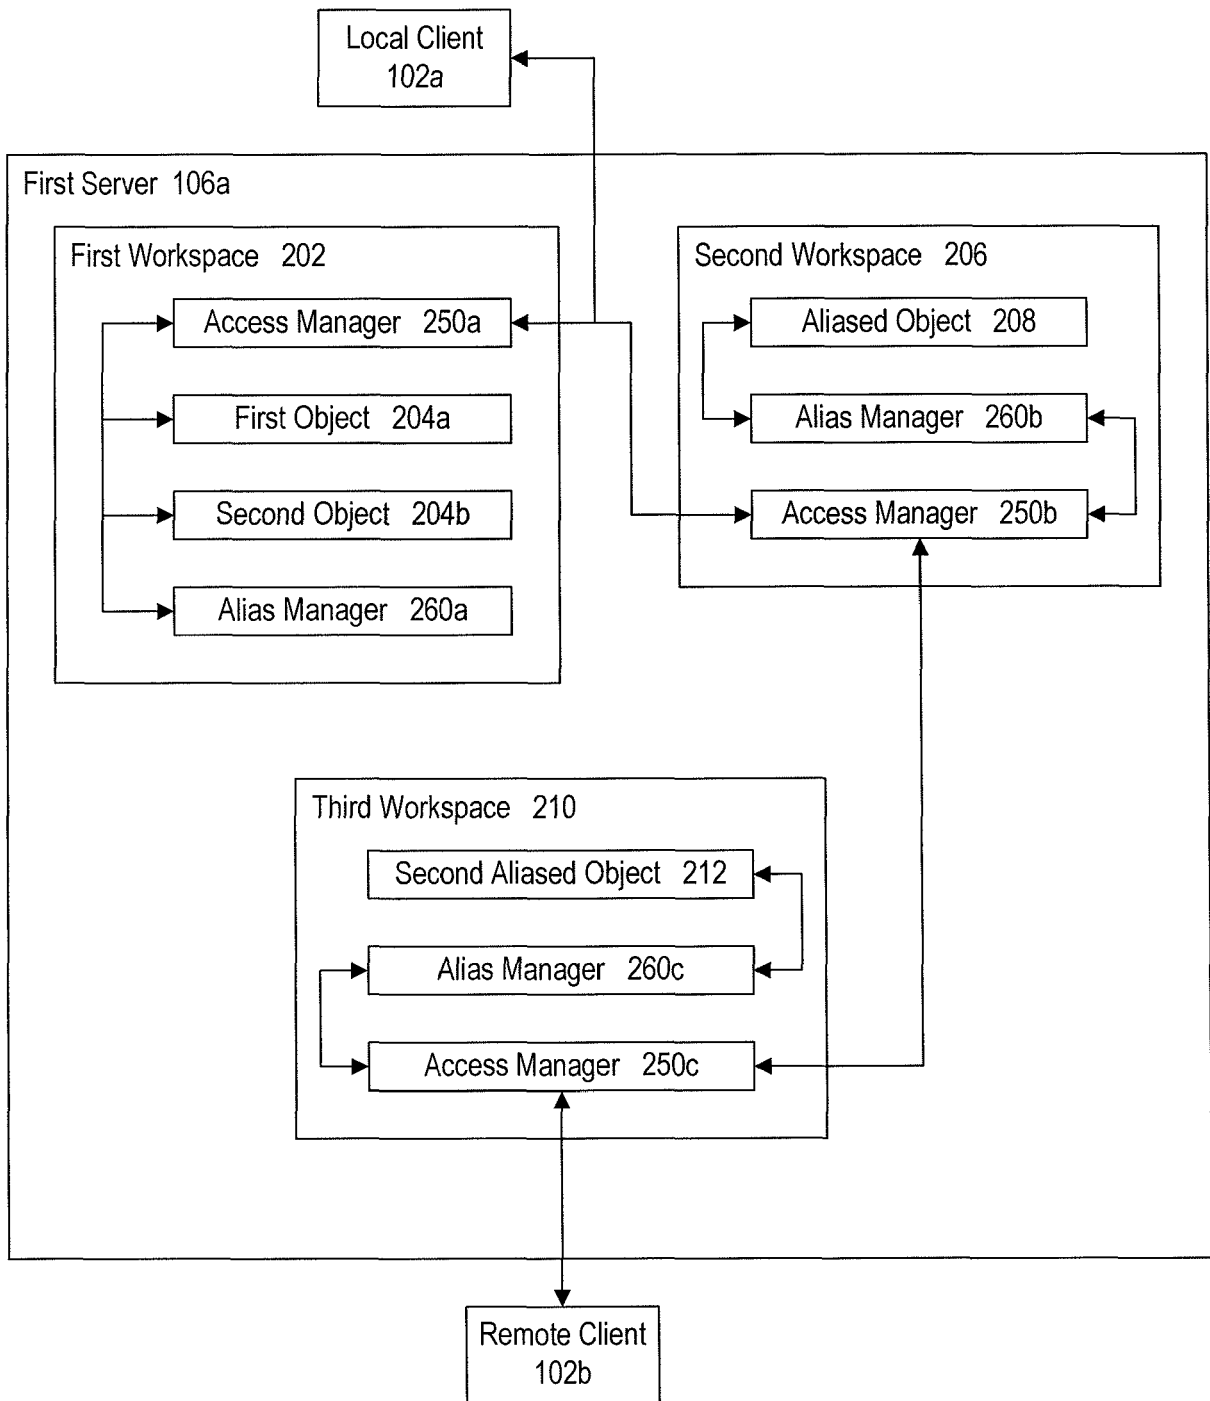 Local Client
102a
First Server 106a
First Workspace 202
Access Manager 250a
First Object 204a
Second Object 204b
Alias Manager 260a
Second Workspace 206
Aliased Object 208
Alias Manager 260b
Access Manager 250b
Third Workspace 210
Second Aliased Object 212
Alias Manager 260c
Access Manager 250c
Remote Client
102b